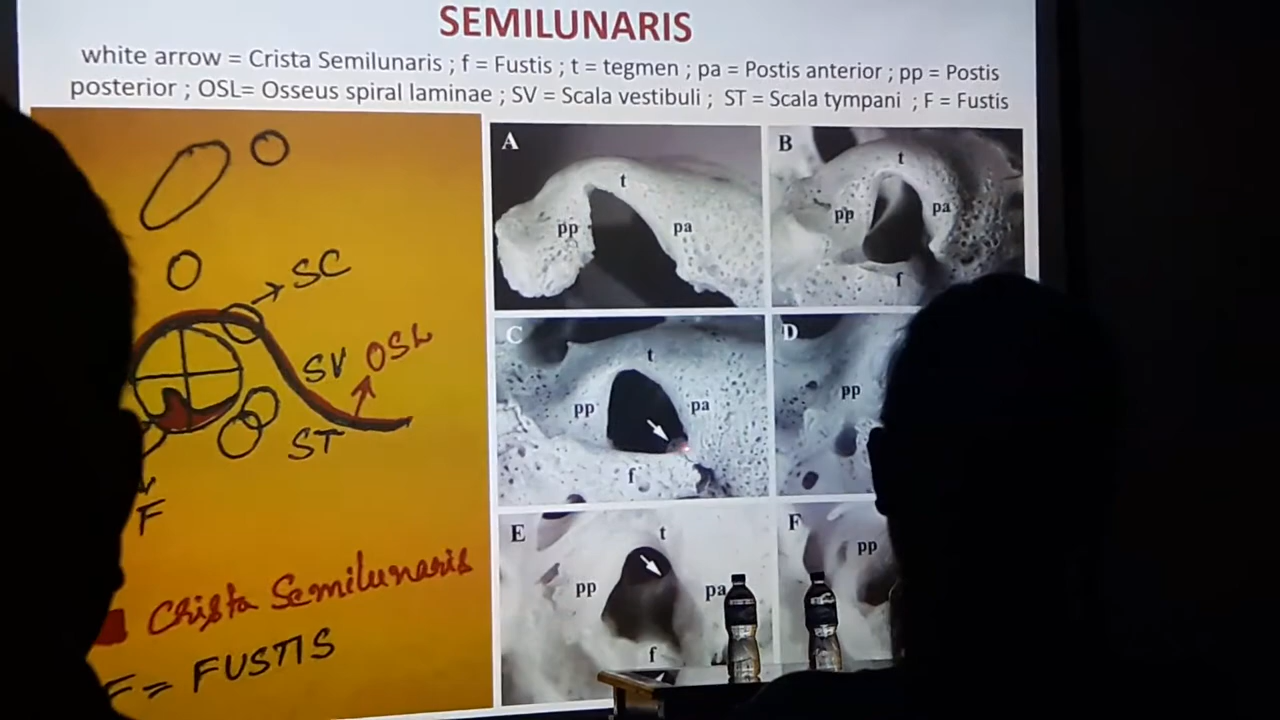 SEMILUNARIS
white arrow = Crista Semilunaris ; f = Fustis ; t = tegmen ; pa = Postis anterior ; pp = Postis
posterior ; OSL= Osseus spiral laminae ; SV = Scala vestibuli ; ST = Scala tympani ; F = Fustis
SC
SV OSL
ST
F
Crista Semilunaris
F = FUSTIS
A
t
pp
pa
B
t
pp
pa
f
C
t
pp
pa
f
D
pp
E
t
pp
pa
f
F
pp